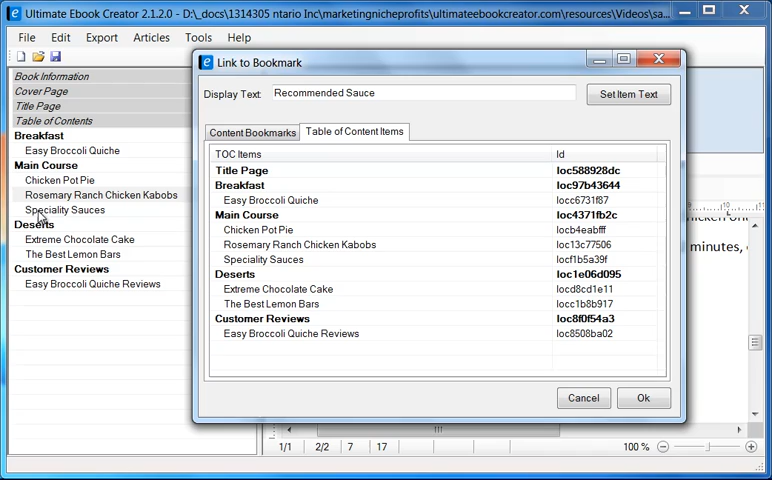 Ultimate Ebook Creator 2.1.2.0 - D:\_docs\1314305 ntario Inc\marketingnicheprofits\ultimateebookcreator.com\resources\Videos\sa...
File Edit Export Articles Tools Help
Book Information
Cover Page
Title Page
Table of Contents
Breakfast
Easy Broccoli Quiche
Main Course
Chicken Pot Pie
Rosemary Ranch Chicken Kabobs
Speciality Sauces
Deserts
Extreme Chocolate Cake
The Best Lemon Bars
Customer Reviews
Easy Broccoli Quiche Reviews
Link to Bookmark
Display Text Recommended Sauce Set Item Text
Content Bookmarks Table of Content Items
TOC Items Id
Title Page loc588928dc
Breakfast loc97b43644
Easy Broccoli Quiche locc6731f87
Main Course loc4371fb2c
Chicken Pot Pie locb4eabfff
Rosemary Ranch Chicken Kabobs loc13c77506
Speciality Sauces locf1b5a39f
Deserts loc1e06d095
Extreme Chocolate Cake locd8cd1e11
The Best Lemon Bars locc1b8b917
Customer Reviews loc8f0f54a3
Easy Broccoli Quiche Reviews loc8508ba02
Cancel Ok
minutes,
1/1 2/2 7 17 100 %